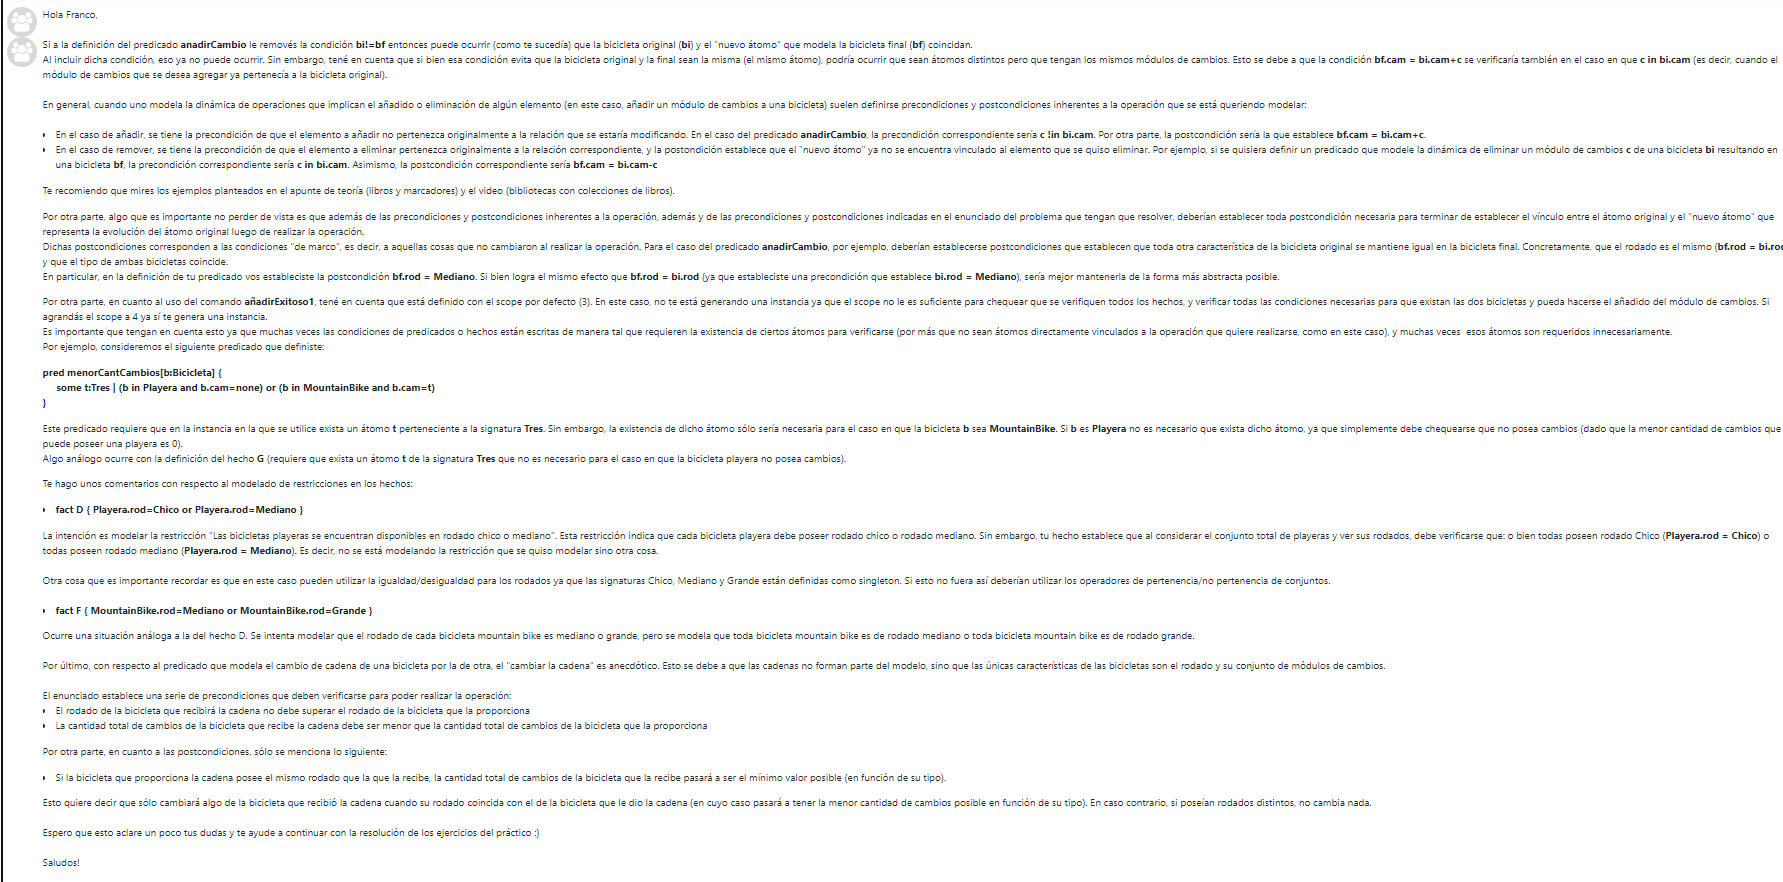 Hola Franco,
Si a la definición del predicado anadirCambio le removés la condición bi!=bf entonces puede ocurrir (como te sucedía) que la bicicleta original (bi) y el "nuevo átomo" que modela la bicicleta final (bf) coincidan.
Al incluir dicha condición, eso ya no puede ocurrir. Sin embargo, tené en cuenta que si bien esa condición evita que la bicicleta original y la final sean la misma (el mismo átomo), podría ocurrir que sean átomos distintos pero que tengan los mismos módulos de cambios. Esto se debe a que la condición bf.cam = bi.cam+c se verificaría también en el caso en que c in bi.cam (es decir, cuando el
módulo de cambios que se desea agregar ya pertenecía a la bicicleta original).
En general, cuando uno modela la dinámica de operaciones que implican el añadido o eliminación de algún elemento (en este caso, añadir un módulo de cambios a una bicicleta) suelen definirse precondiciones y postcondiciones inherentes a la operación que se está queriendo modelar:
• En el caso de añadir, se tiene la precondición de que el elemento a añadir no pertenezca originalmente a la relación que se estaría modificando. En el caso del predicado anadirCambio, la precondición correspondiente sería c !in bi.cam. Por otra parte, la postcondición sería la que establece bf.cam = bi.cam+c.
• En el caso de remover, se tiene la precondición de que el elemento a eliminar pertenezca originalmente a la relación correspondiente, y la postondición establece que el "nuevo átomo" ya no se encuentra vinculado al elemento que se quiso eliminar. Por ejemplo, si se quisiera definir un predicado que modele la dinámica de eliminar un módulo de cambios c de una bicicleta bi resultando en
una bicicleta bf, la precondición correspondiente sería c in bi.cam. Asimismo, la postcondición correspondiente sería bf.cam = bi.cam-c
Te recomiendo que mires los ejemplos planteados en el apunte de teoría (libros y marcadores) y el video (bibliotecas con colecciones de libros).
Por otra parte, algo que es importante no perder de vista es que además de las precondiciones y postcondiciones inherentes a la operación, además y de las precondiciones y postcondiciones indicadas en el enunciado del problema que tengan que resolver, deberían establecer toda postcondición necesaria para terminar de establecer el vínculo entre el átomo original y el "nuevo átomo" que
representa la evolución del átomo original luego de realizar la operación.
Dichas postcondiciones corresponden a las condiciones "de marco", es decir, a aquellas cosas que no cambiaron al realizar la operación. Para el caso del predicado anadirCambio, por ejemplo, deberían establecerse postcondiciones que establecen que toda otra característica de la bicicleta original se mantiene igual en la bicicleta final. Concretamente, que el rodado es el mismo (bf.rod = bi.rod
y que el tipo de ambas bicicletas coincide.
En particular, en la definición de tu predicado vos estableciste la postcondición bf.rod = Mediano. Si bien logra el mismo efecto que bf.rod = bi.rod (ya que estableciste una precondición que establece bi.rod = Mediano), sería mejor mantenerla de la forma más abstracta posible.
Por otra parte, en cuanto al uso del comando añadirExitoso1, tené en cuenta que está definido con el scope por defecto (3). En este caso, no te está generando una instancia ya que el scope no le es suficiente para chequear que se verifiquen todos los hechos, y verificar todas las condiciones necesarias para que existan las dos bicicletas y pueda hacerse el añadido del módulo de cambios. Si
agrandás el scope a 4 ya sí te genera una instancia.
Es importante que tengan en cuenta esto ya que muchas veces las condiciones de predicados o hechos están escritas de manera tal que requieren la existencia de ciertos átomos para verificarse (por más que no sean átomos directamente vinculados a la operación que quiere realizarse, como en este caso), y muchas veces esos átomos son requeridos innecesariamente.
Por ejemplo, consideremos el siguiente predicado que definiste:
pred menorCantCambios[b:Bicicleta] {
some t:Tres | (b in Playera and b.cam=none) or (b in MountainBike and b.cam=t)
}
Este predicado requiere que en la instancia en la que se utilice exista un átomo t perteneciente a la signatura Tres. Sin embargo, la existencia de dicho átomo sólo sería necesaria para el caso en que la bicicleta b sea MountainBike. Si b es Playera no es necesario que exista dicho átomo, ya que simplemente debe chequearse que no posea cambios (dado que la menor cantidad de cambios que
puede poseer una playera es 0).
Algo análogo ocurre con la definición del hecho G (requiere que exista un átomo t de la signatura Tres que no es necesario para el caso en que la bicicleta playera no posea cambios).
Te hago unos comentarios con respecto al modelado de restricciones en los hechos:
• fact D { Playera.rod=Chico or Playera.rod=Mediano }
La intención es modelar la restricción "Las bicicletas playeras se encuentran disponibles en rodado chico o mediano". Esta restricción indica que cada bicicleta playera debe poseer rodado chico o rodado mediano. Sin embargo, tu hecho establece que al considerar el conjunto total de playeras y ver sus rodados, debe verificarse que: o bien todas poseen rodado Chico (Playera.rod = Chico) o
todas poseen rodado mediano (Playera.rod = Mediano). Es decir, no se está modelando la restricción que se quiso modelar sino otra cosa.
Otra cosa que es importante recordar es que en este caso pueden utilizar la igualdad/desigualdad para los rodados ya que las signaturas Chico, Mediano y Grande están definidas como singleton. Si esto no fuera así deberían utilizar los operadores de pertenencia/no pertenencia de conjuntos.
• fact F { MountainBike.rod=Mediano or MountainBike.rod=Grande }
Ocurre una situación análoga a la del hecho D. Se intenta modelar que el rodado de cada bicicleta mountain bike es mediano o grande, pero se modela que toda bicicleta mountain bike es de rodado mediano o toda bicicleta mountain bike es de rodado grande.
Por último, con respecto al predicado que modela el cambio de cadena de una bicicleta por la de otra, el "cambiar la cadena" es anecdótico. Esto se debe a que las cadenas no forman parte del modelo, sino que las únicas características de las bicicletas son el rodado y su conjunto de módulos de cambios.
El enunciado establece una serie de precondiciones que deben verificarse para poder realizar la operación:
• El rodado de la bicicleta que recibirá la cadena no debe superar el rodado de la bicicleta que la proporciona
• La cantidad total de cambios de la bicicleta que recibe la cadena debe ser menor que la cantidad total de cambios de la bicicleta que la proporciona
Por otra parte, en cuanto a las postcondiciones, sólo se menciona lo siguiente:
• Si la bicicleta que proporciona la cadena posee el mismo rodado que la que la recibe, la cantidad total de cambios de la bicicleta que la recibe pasará a ser el mínimo valor posible (en función de su tipo).
Esto quiere decir que sólo cambiará algo de la bicicleta que recibió la cadena cuando su rodado coincida con el de la bicicleta que le dio la cadena (en cuyo caso pasará a tener la menor cantidad de cambios posible en función de su tipo). En caso contrario, si poseían rodados distintos, no cambia nada.
Espero que esto aclare un poco tus dudas y te ayude a continuar con la resolución de los ejercicios del práctico :)
Saludos!